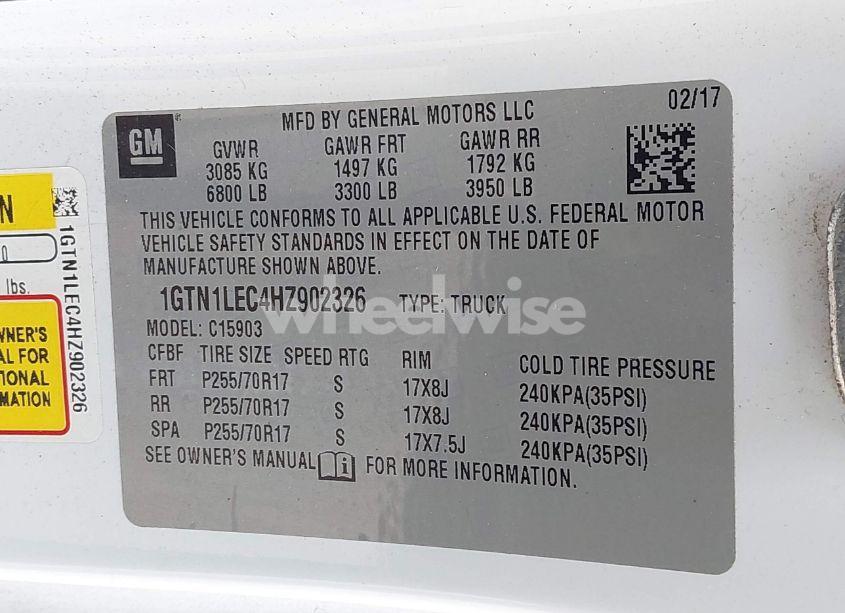 GM
MFD BY GENERAL MOTORS LLC
02/17
GVWR GAWR FRT GAWR RR
3085 KG 1497 KG 1792 KG
6800 LB 3300 LB 3950 LB
THIS VEHICLE CONFORMS TO ALL APPLICABLE U.S. FEDERAL MOTOR
VEHICLE SAFETY STANDARDS IN EFFECT ON THE DATE OF
MANUFACTURE SHOWN ABOVE.
1GTN1LEC4HZ902326 TYPE: TRUCK
MODEL: C15903
CFBF TIRE SIZE SPEED RTG RIM COLD TIRE PRESSURE
FRT P255/70R17 S 17X8J 240KPA(35PSI)
RR P255/70R17 S 17X8J 240KPA(35PSI)
SPA P255/70R17 S 17X7.5J 240KPA(35PSI)
SEE OWNER'S MANUAL FOR MORE INFORMATION.
wheelwise
N
0
lbs.
WNER'S
AL FOR
TIONAL
RMATION
1GTN1LEC4HZ902326